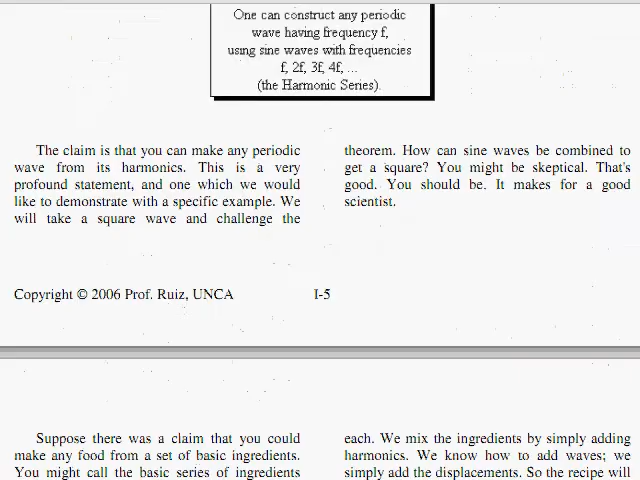 One can construct any periodic
wave having frequency f,
using sine waves with frequencies
f, 2f, 3f, 4f, ...
(the Harmonic Series).
The claim is that you can make any periodic
wave from its harmonics. This is a very
profound statement, and one which we would
like to demonstrate with a specific example. We
will take a square wave and challenge the
theorem. How can sine waves be combined to
get a square? You might be skeptical. That's
good. You should be. It makes for a good
scientist.
Copyright © 2006 Prof. Ruiz, UNCA
I-5
Suppose there was a claim that you could
make any food from a set of basic ingredients.
You might call the basic series of ingredients
each. We mix the ingredients by simply adding
harmonics. We know how to add waves; we
simply add the displacements. So the recipe will